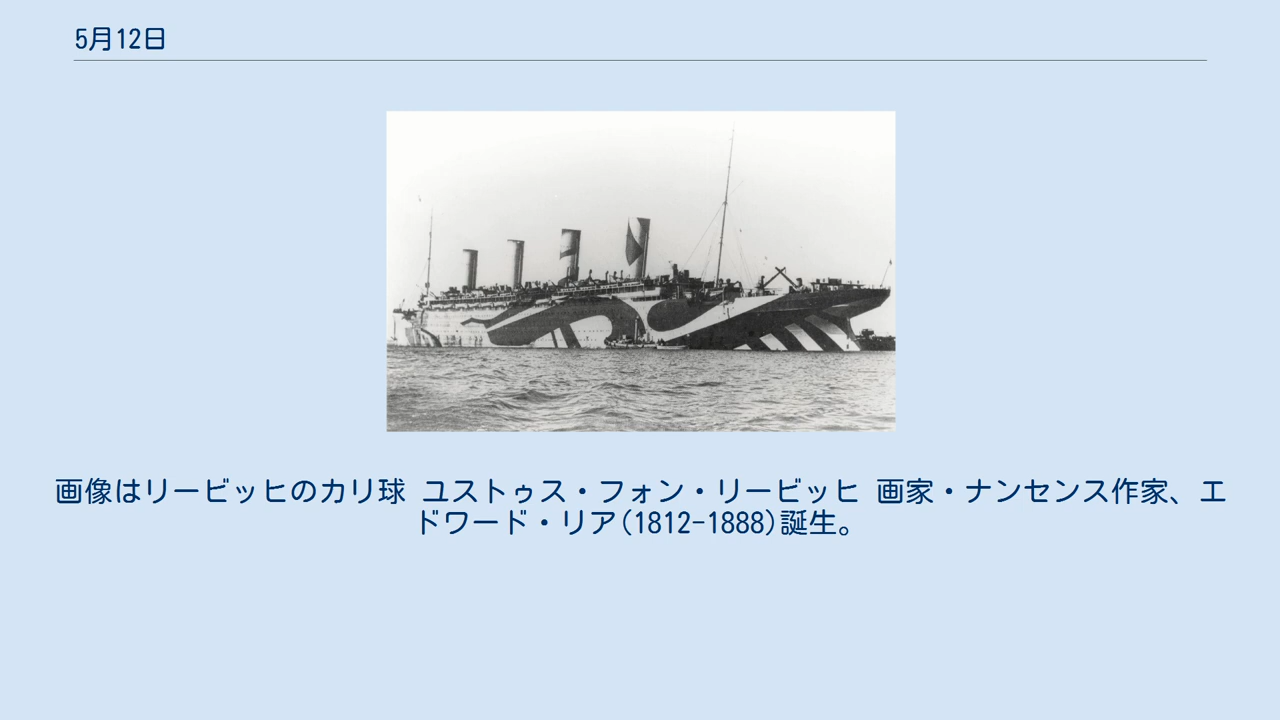 5月12日
画像はリービッヒのカリ球 ユストゥス・フォン・リービッヒ 画家・ナンセンス作家、エ
ドワード・リア(1812-1888)誕生。